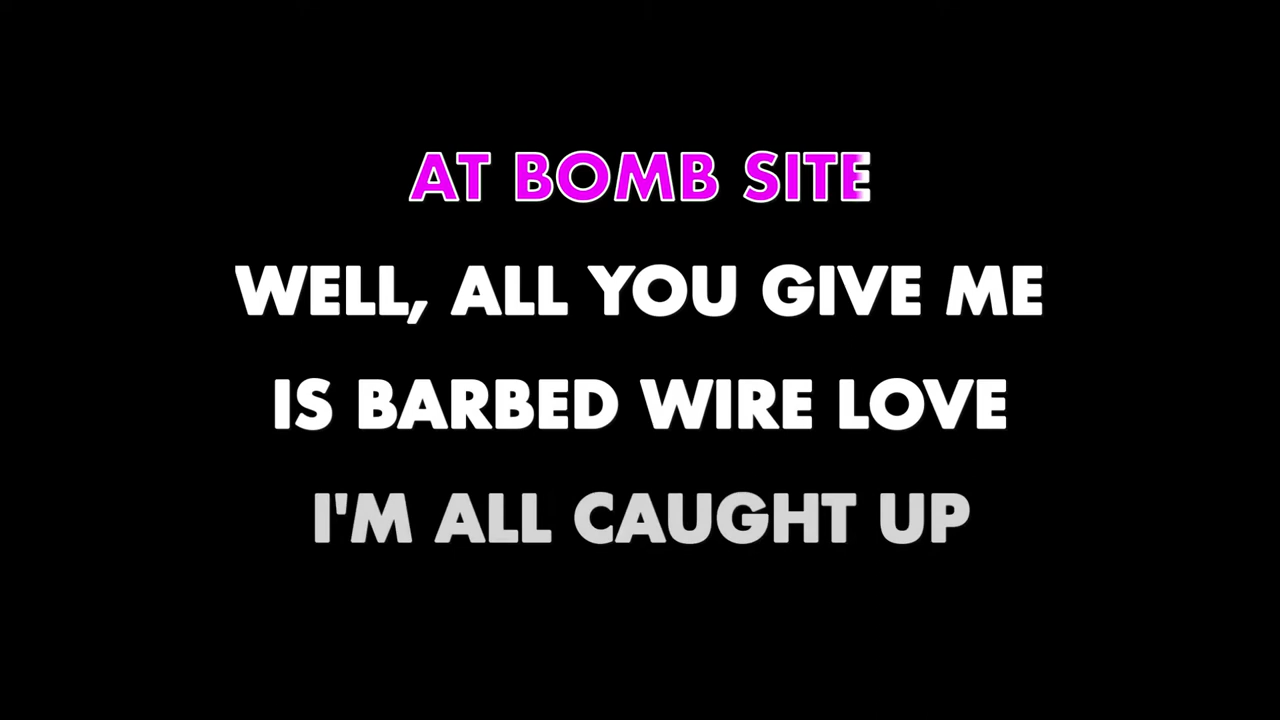 AT BOMB SITE
WELL, ALL YOU GIVE ME
IS BARBED WIRE LOVE
I'M ALL CAUGHT UP